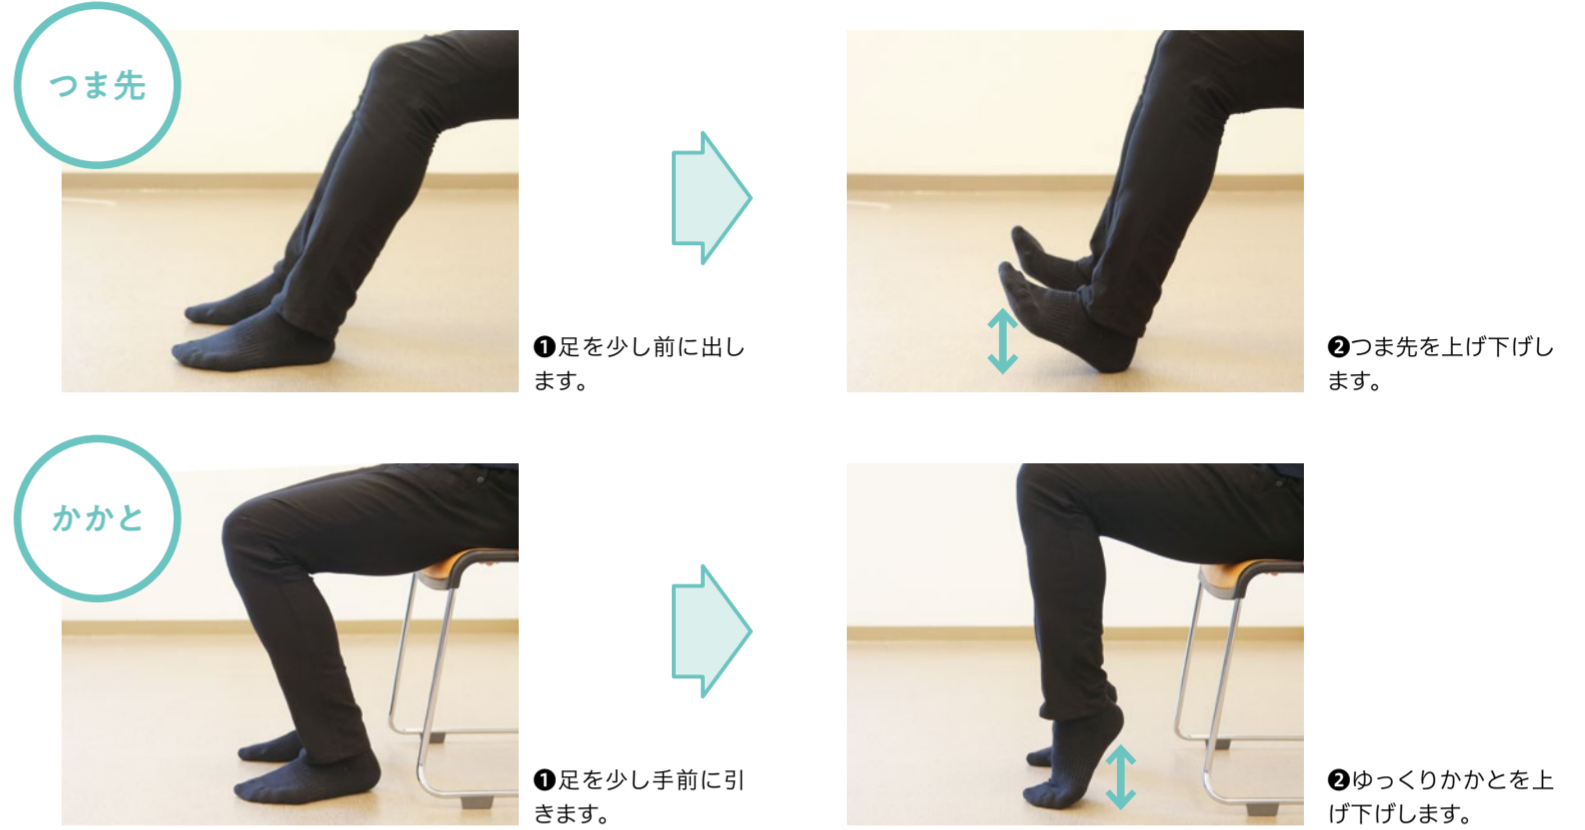 つま先
❶足を少し前に出し
ます。
❷つま先を上げ下げし
ます。
かかと
❶足を少し手前に引
きます。
❷ゆっくりかかとを上
げ下げします。